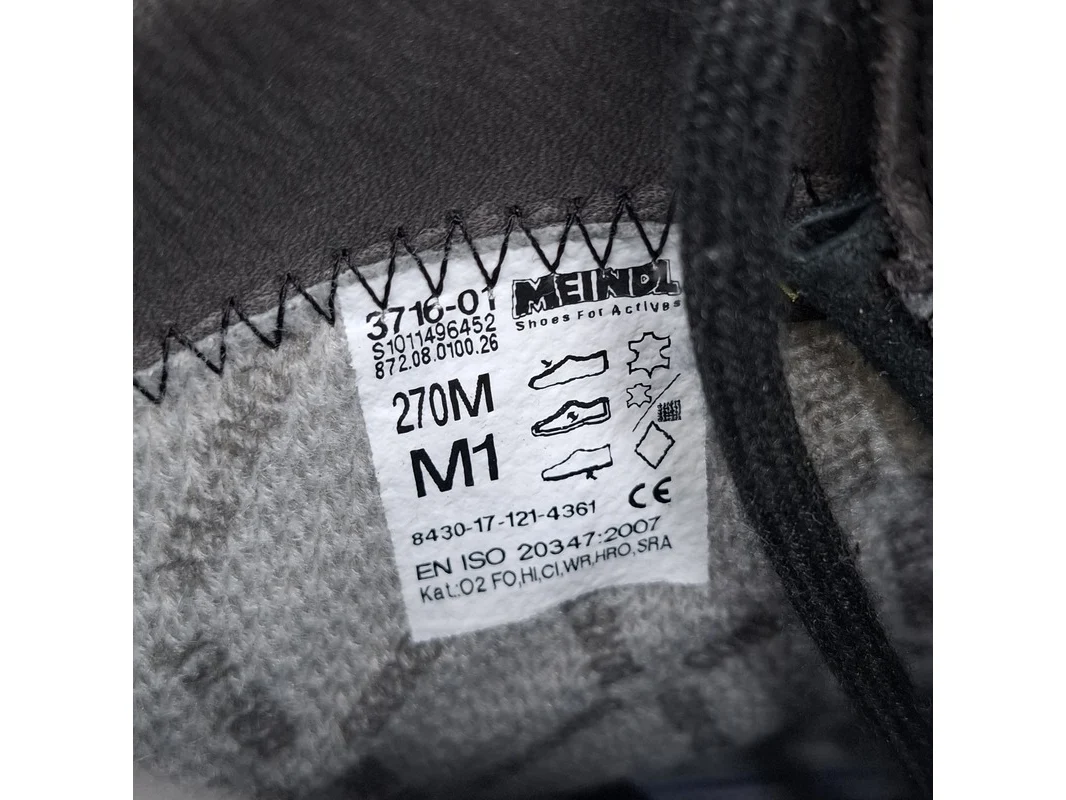 3716-01
S1011496452
872.08.0100.26
MEINDL
Shoes For Actives
270M
M1
CE
8430-17-121-4361
EN ISO 20347:2007
Kat.:O2 FO,HI,CI,WR,HRO,SRA